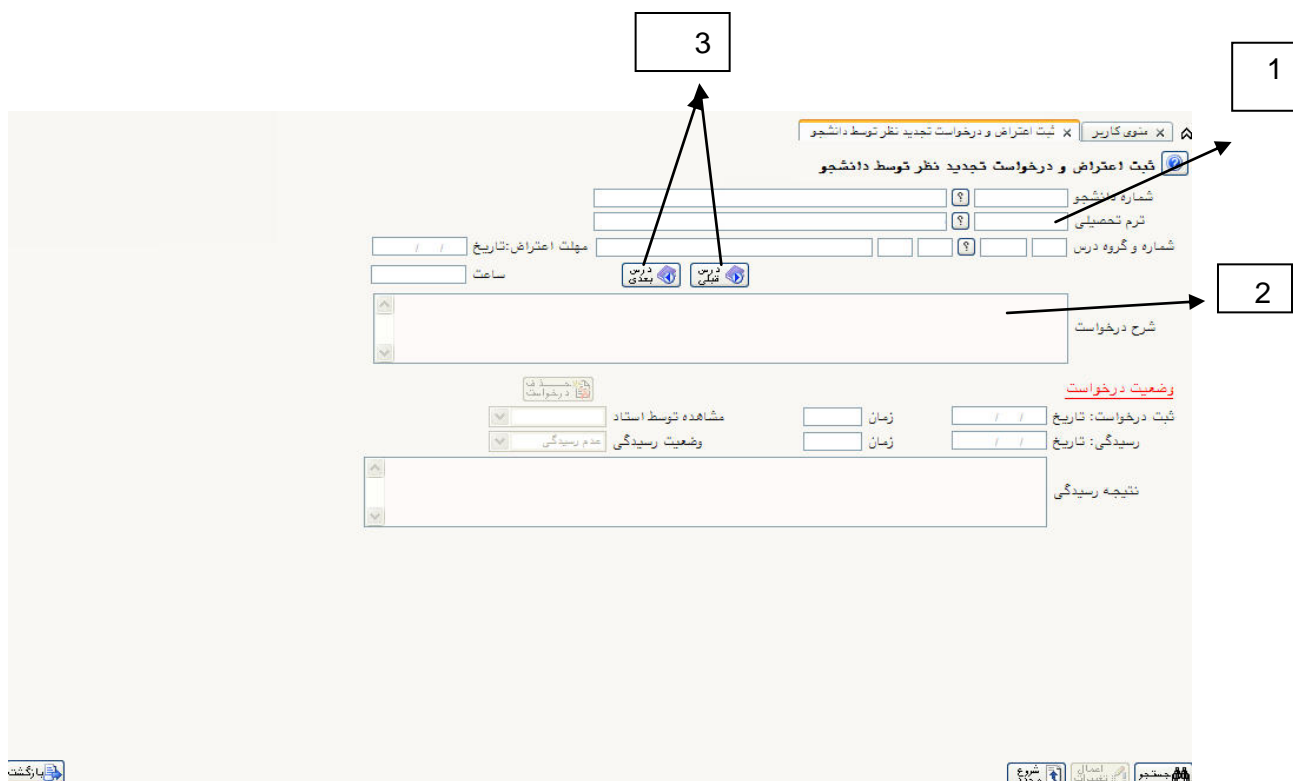 3
1
منوی کاربر
ثبت اعتراض و درخواست تجدید نظر توسط دانشجو
ثبت اعتراض و درخواست تجدید نظر توسط دانشجو
شماره دانشجو ؟
ترم تحصیلی ؟
شماره و گروه درس ؟ مهلت اعتراض:تاریخ / /
درس قبلی درس بعدی ساعت
2
شرح درخواست
وضعیت درخواست حذف درخواست
ثبت درخواست: تاریخ / / زمان مشاهده توسط استاد
رسیدگی: تاریخ / / زمان وضعیت رسیدگی عدم رسیدگی
نتیجه رسیدگی
جستجو اعمال تغییرات شروع مجدد بازگشت